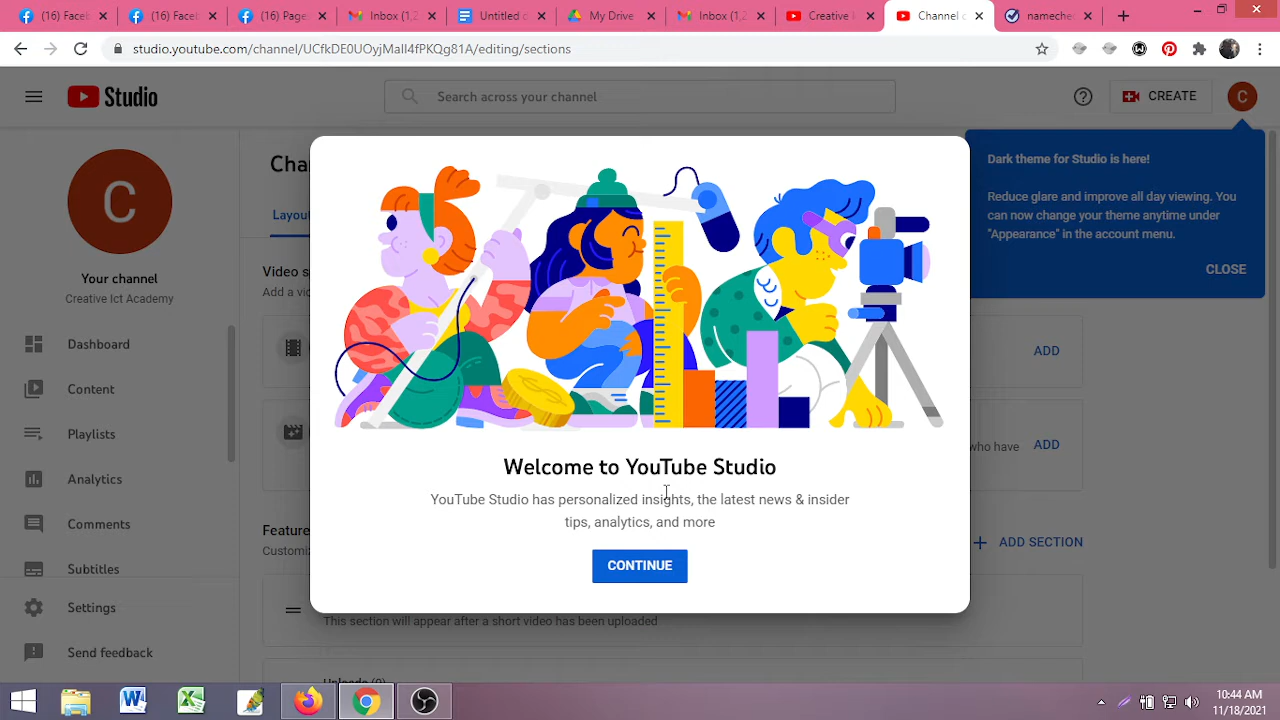 (16) Faceb
(16) Faceb
(16) Pages
Inbox (1,2
Untitled d
My Drive
Inbox (1,2
Creative I
Channel c
namechea
studio.youtube.com/channel/UCfkDE0UOyjMalI4fPKQg81A/editing/sections
Studio
Search across your channel
CREATE
C
Dark theme for Studio is here!
Reduce glare and improve all day viewing. You
can now change your theme anytime under
"Appearance" in the account menu.
CLOSE
C
Your channel
Creative Ict Academy
Dashboard
Content
Playlists
Analytics
Comments
Subtitles
Settings
Send feedback
Cha
Layou
Video s
Add a vi
ADD
who have
ADD
Feature
Customi
ADD SECTION
This section will appear after a short video has been uploaded
Welcome to YouTube Studio
YouTube Studio has personalized insights, the latest news & insider
tips, analytics, and more
CONTINUE
10:44 AM
11/18/2021